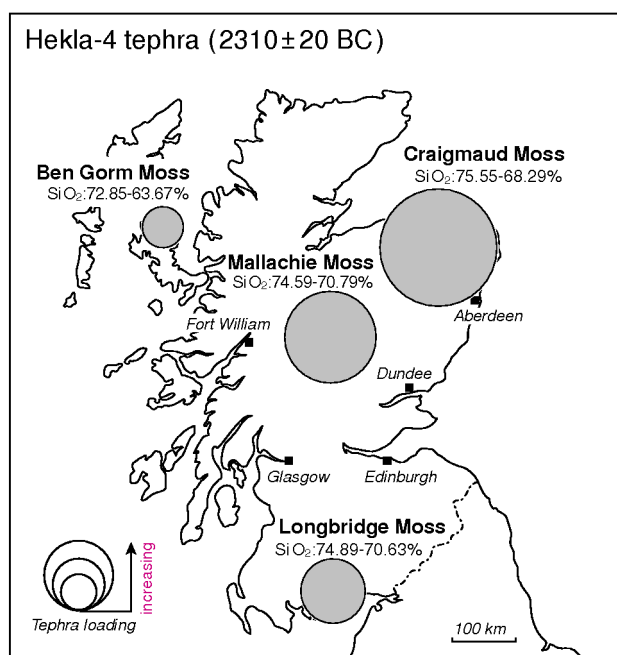 Hekla-4 tephra (2310±20 BC)
Craigmaud Moss
SiO₂:75.55-68.29%
Ben Gorm Moss
SiO₂:72.85-63.67%
Mallachie Moss
SiO₂:74.59-70.79%
Aberdeen
Fort William
Dundee
Glasgow
Edinburgh
Longbridge Moss
SiO₂:74.89-70.63%
increasing
Tephra loading
100 km